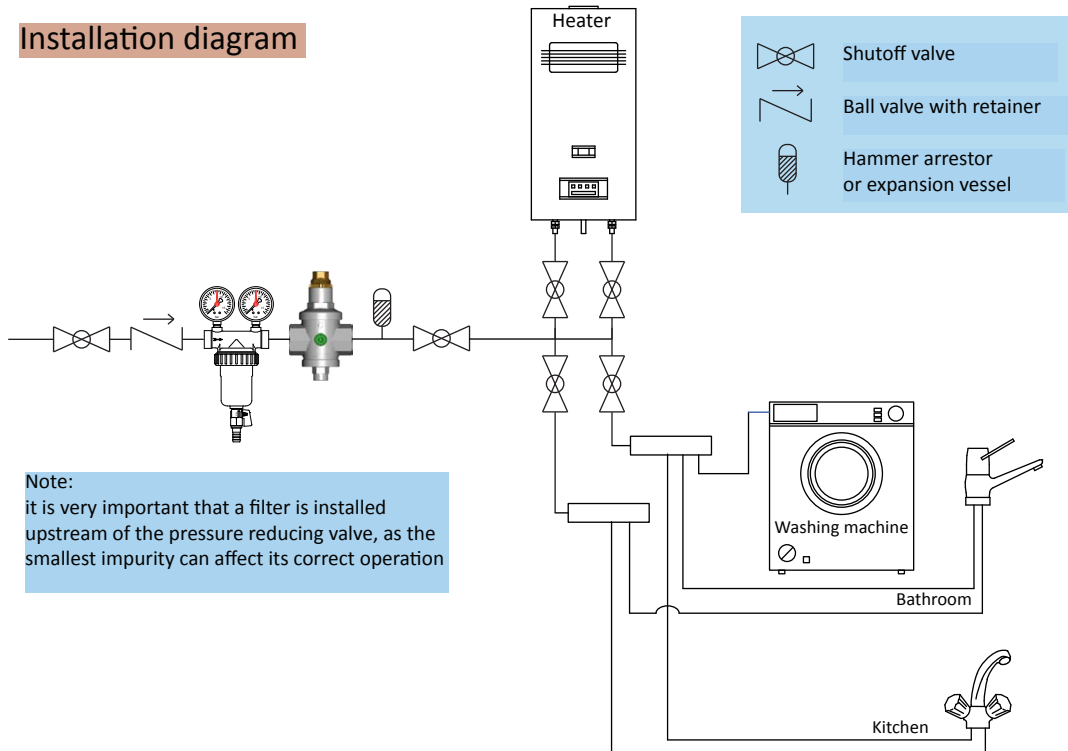 Installation diagram
Heater
Shutoff valve
Ball valve with retainer
Hammer arrestor
or expansion vessel
Note:
it is very important that a filter is installed
upstream of the pressure reducing valve, as the
smallest impurity can affect its correct operation
Washing machine
Bathroom
Kitchen